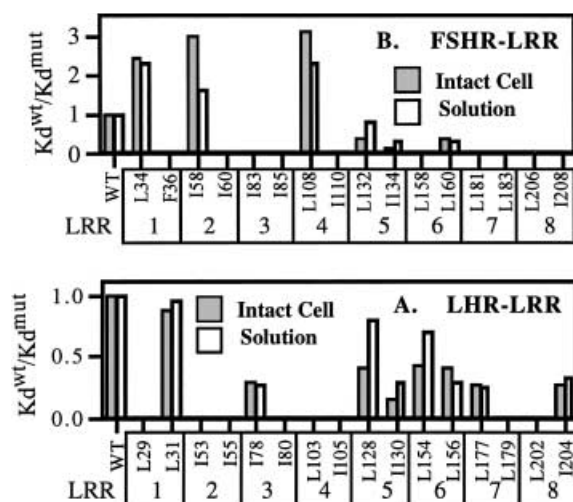 B. FSHR-LRR
Kd^wt/Kd^mut
3
2
1
0
Intact Cell
Solution
WT L34 F36 I58 I60 I83 I85 L108 I110 L132 I134 L158 L160 L181 L183 L206 I208
LRR 1 2 3 4 5 6 7 8
A. LHR-LRR
Kd^wt/Kd^mut
1.0
0.5
0.0
Intact Cell
Solution
WT L29 L31 I53 I55 I78 I80 L103 I105 L128 I130 L154 L156 L177 L179 L202 I204
LRR 1 2 3 4 5 6 7 8